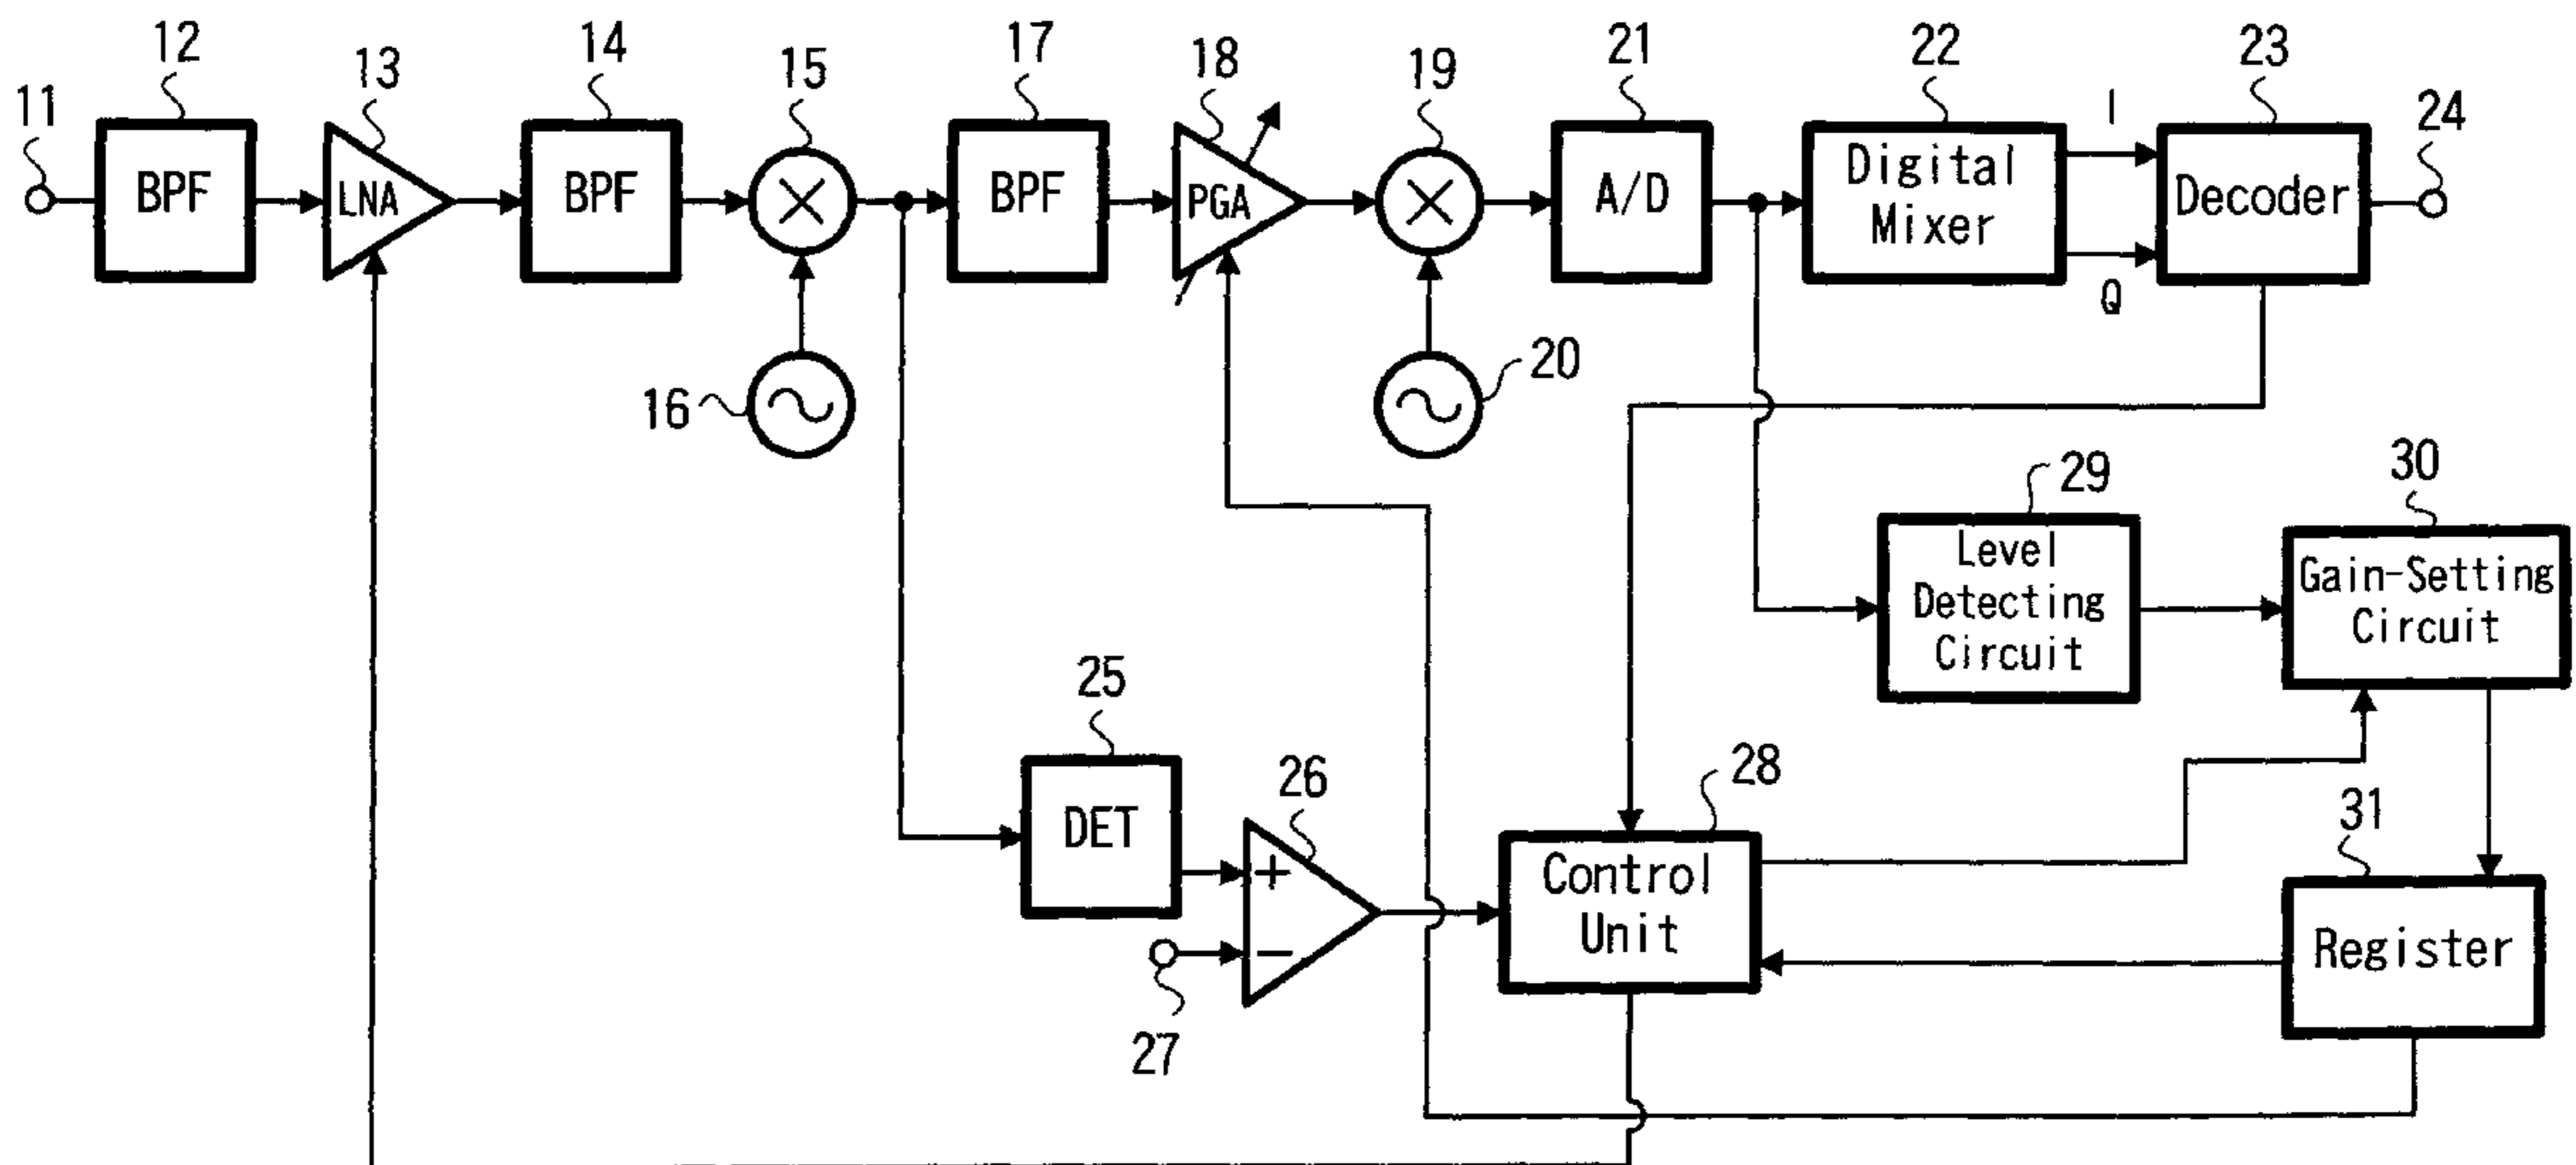 11
12
13
14
15
17
18
19
21
22
I
23
24
BPF
LNA
BPF
BPF
PGA
A/D
Digital
Mixer
Decoder
Q
16
20
29
30
Level
Detecting
Circuit
Gain-Setting
Circuit
25
26
28
31
DET
+
−
27
Control
Unit
Register